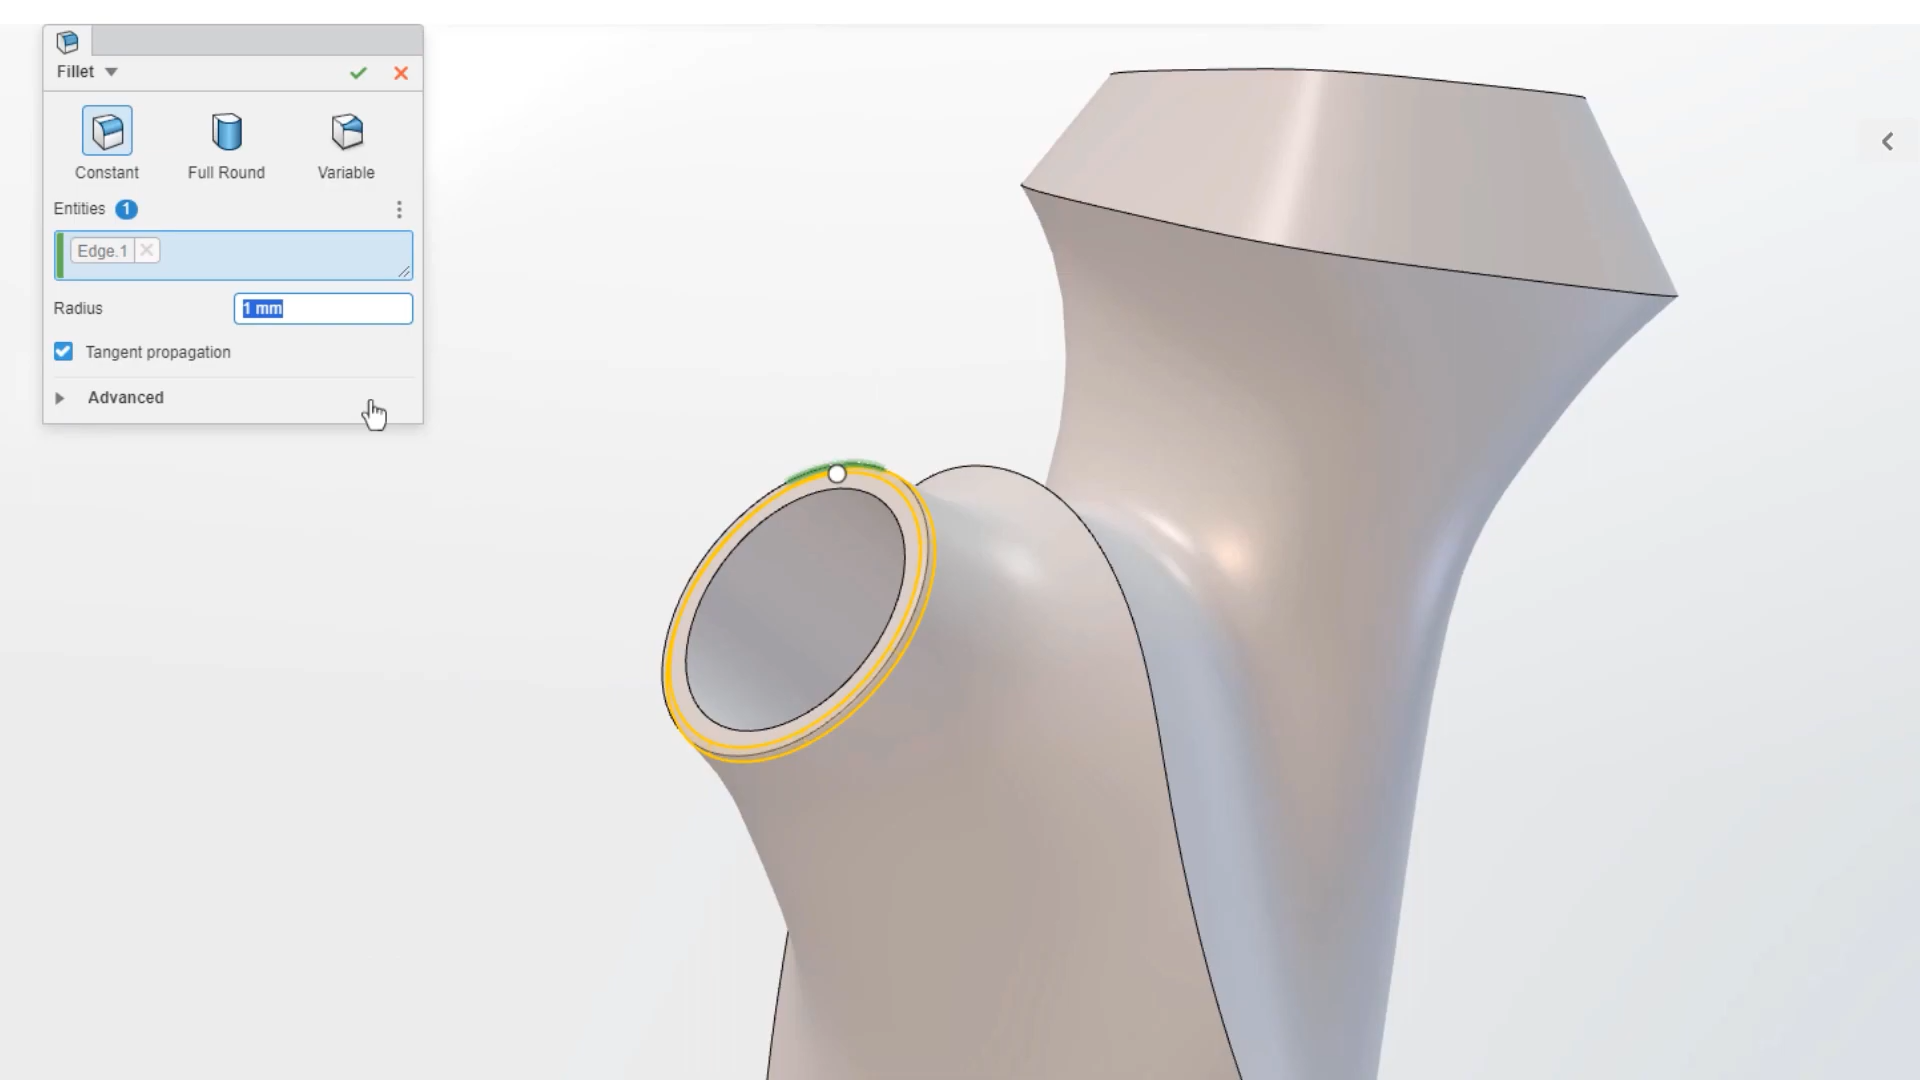 Fillet
Constant
Full Round
Variable
Entities 1
Edge.1
Radius
1 mm
Tangent propagation
Advanced